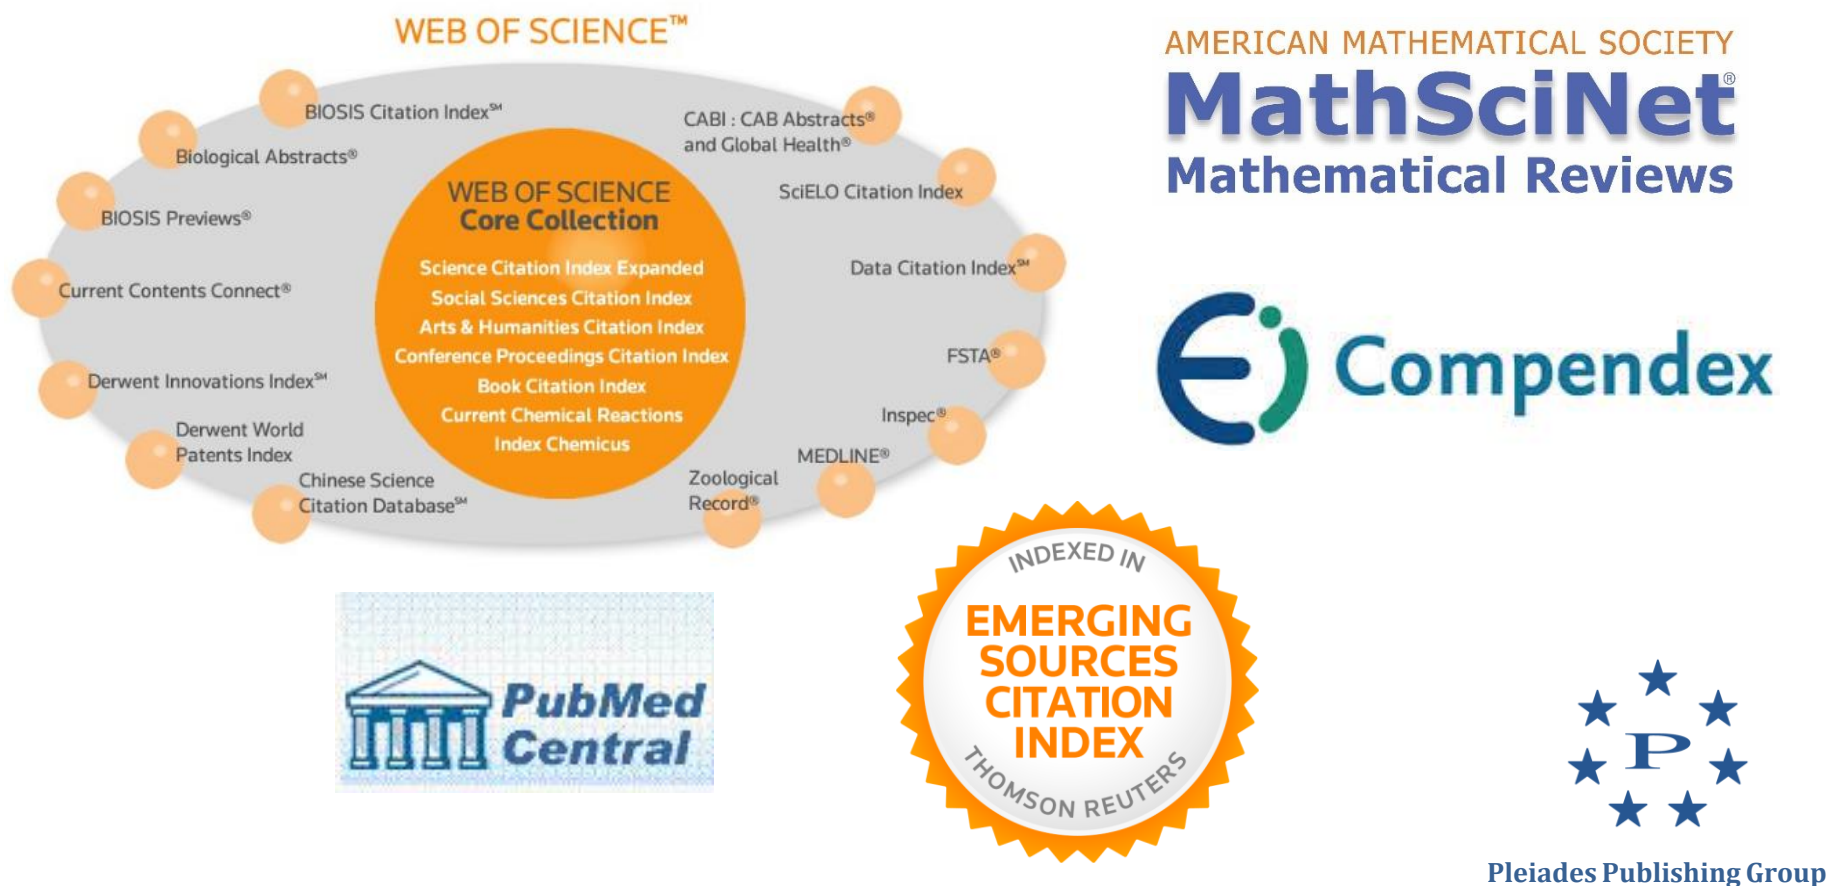 WEB OF SCIENCE™
BIOSIS Citation Index℠
Biological Abstracts®
BIOSIS Previews®
Current Contents Connect®
Derwent Innovations Index℠
Derwent World
Patents Index
Chinese Science
Citation Database℠
WEB OF SCIENCE
Core Collection
Science Citation Index Expanded
Social Sciences Citation Index
Arts & Humanities Citation Index
Conference Proceedings Citation Index
Book Citation Index
Current Chemical Reactions
Index Chemicus
CABI : CAB Abstracts®
and Global Health®
SciELO Citation Index
Data Citation Index℠
FSTA®
Inspec®
MEDLINE®
Zoological
Record®
AMERICAN MATHEMATICAL SOCIETY
MathSciNet®
Mathematical Reviews
Ei Compendex
PubMed
Central
INDEXED IN
EMERGING
SOURCES
CITATION
INDEX
THOMSON REUTERS
P
Pleiades Publishing Group